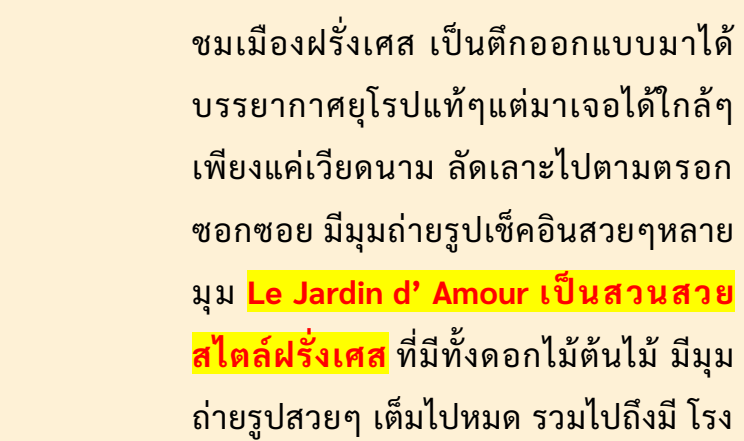 ชมเมืองฝรั่งเศส เป็นตึกออกแบบมาได้
บรรยากาศยุโรปแท้ๆแต่มาเจอได้ใกล้ๆ
เพียงแค่เวียดนาม ลัดเลาะไปตามตรอก
ซอกซอย มีมุมถ่ายรูปเช็คอินสวยๆหลาย
มุม Le Jardin d’ Amour เป็นสวนสวย
สไตล์ฝรั่งเศส ที่มีทั้งดอกไม้ต้นไม้ มีมุม
ถ่ายรูปสวยๆ เต็มไปหมด รวมไปถึงมี โรง